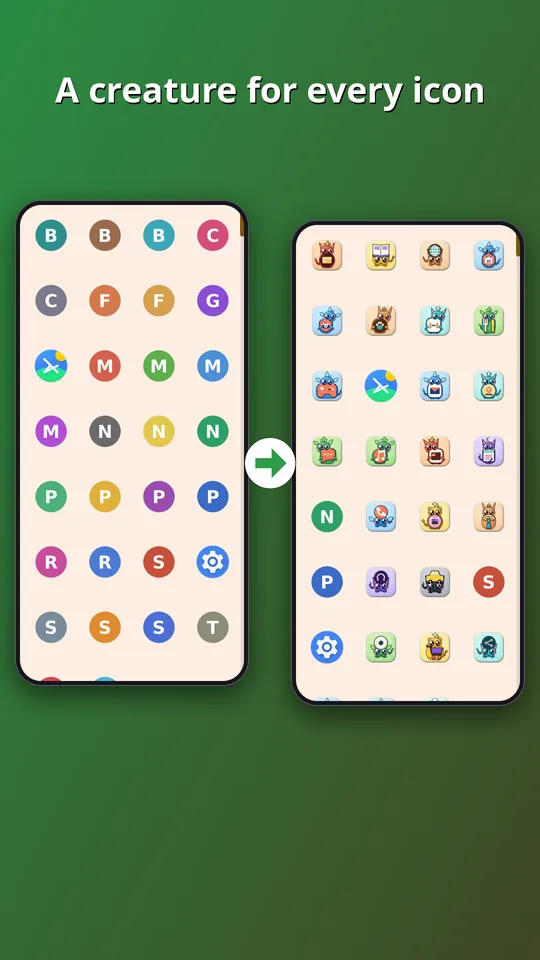 A creature for every icon
B B B C
C F F G
M M M
M N N N
P P P P
R R S
S S S T
N
P S